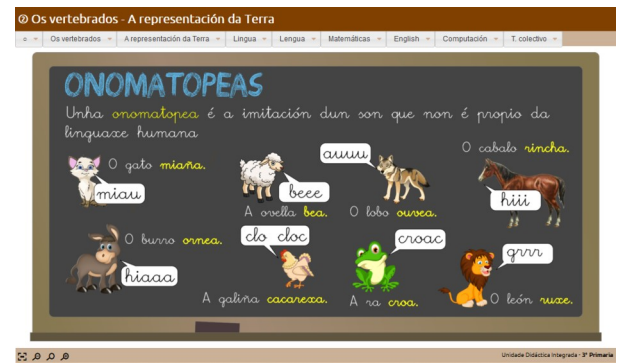 ② Os vertebrados - A representación da Terra
Os vertebrados
A representación da Terra
Lingua
Lengua
Matemáticas
English
Computación
T. colectivo
ONOMATOPEAS
Unha onomatopea é a imitación dun son que non é propio da
linguaxe humana
O gato miaña.
miau
beee
A ovella bea.
auuu
O lobo ouvea.
O cabalo rincha.
hiii
O burro ornea.
hiaaa
clo cloc
A galiña cacarexa.
croac
A ra croa.
grrr
O león ruxe.
Unidade Didáctica Integrada - 3º Primaria